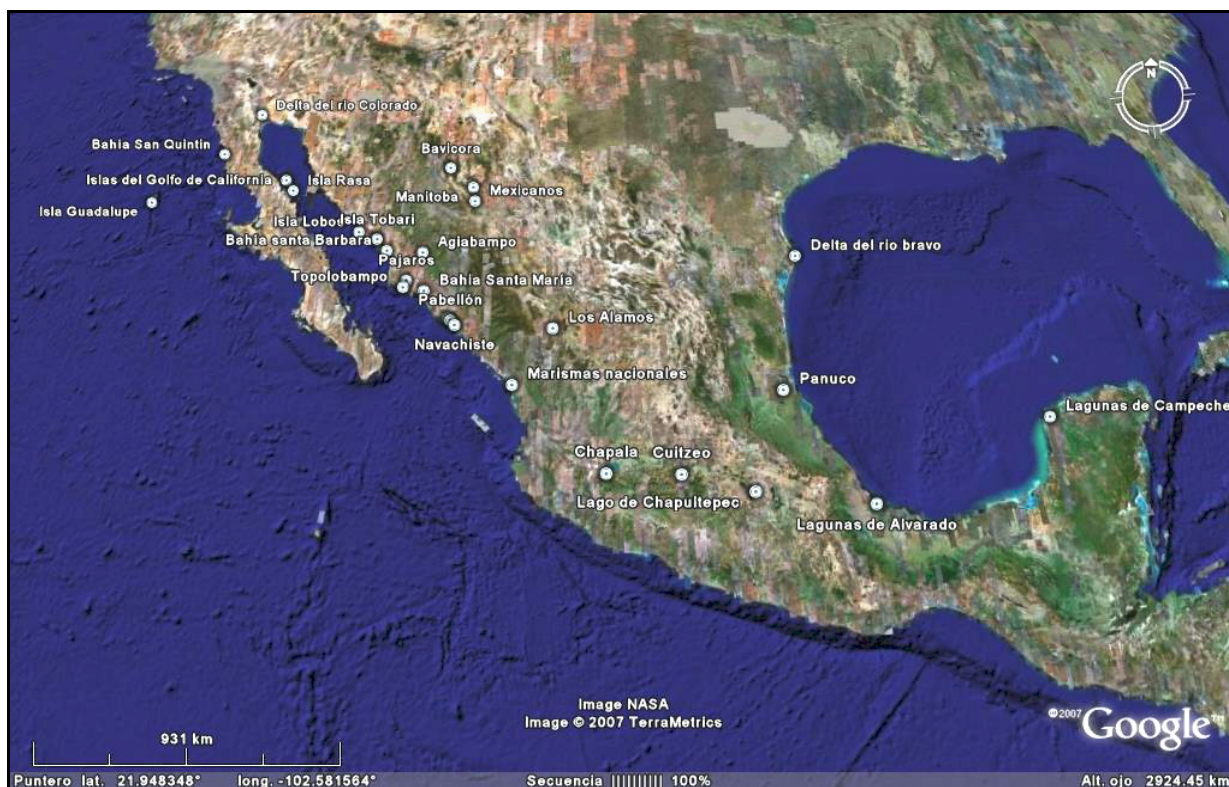 Delta del rio Colorado
Bahia San Quintin
Bavicora
Islas del Golfo de California
Isla Rasa
Mexicanos
Manitoba
Isla Guadalupe
Isla Lobos
Isla Tobari
Bahia santa Barbara
Agiabampo
Delta del rio bravo
Pajaros
Topolobampo
Bahía Santa María
Pabellón
Los Alamos
Navachiste
Marismas nacionales
Panuco
Lagunas de Campeche
Chapala
Cuitzeo
Lago de Chapultepec
Lagunas de Alvarado
Image NASA
Image © 2007 TerraMetrics
©2007 Google™
931 km
Puntero lat. 21.948348° long. -102.581564° Secuencia |||||||||| 100% Alt. ojo 2924.45 km
N